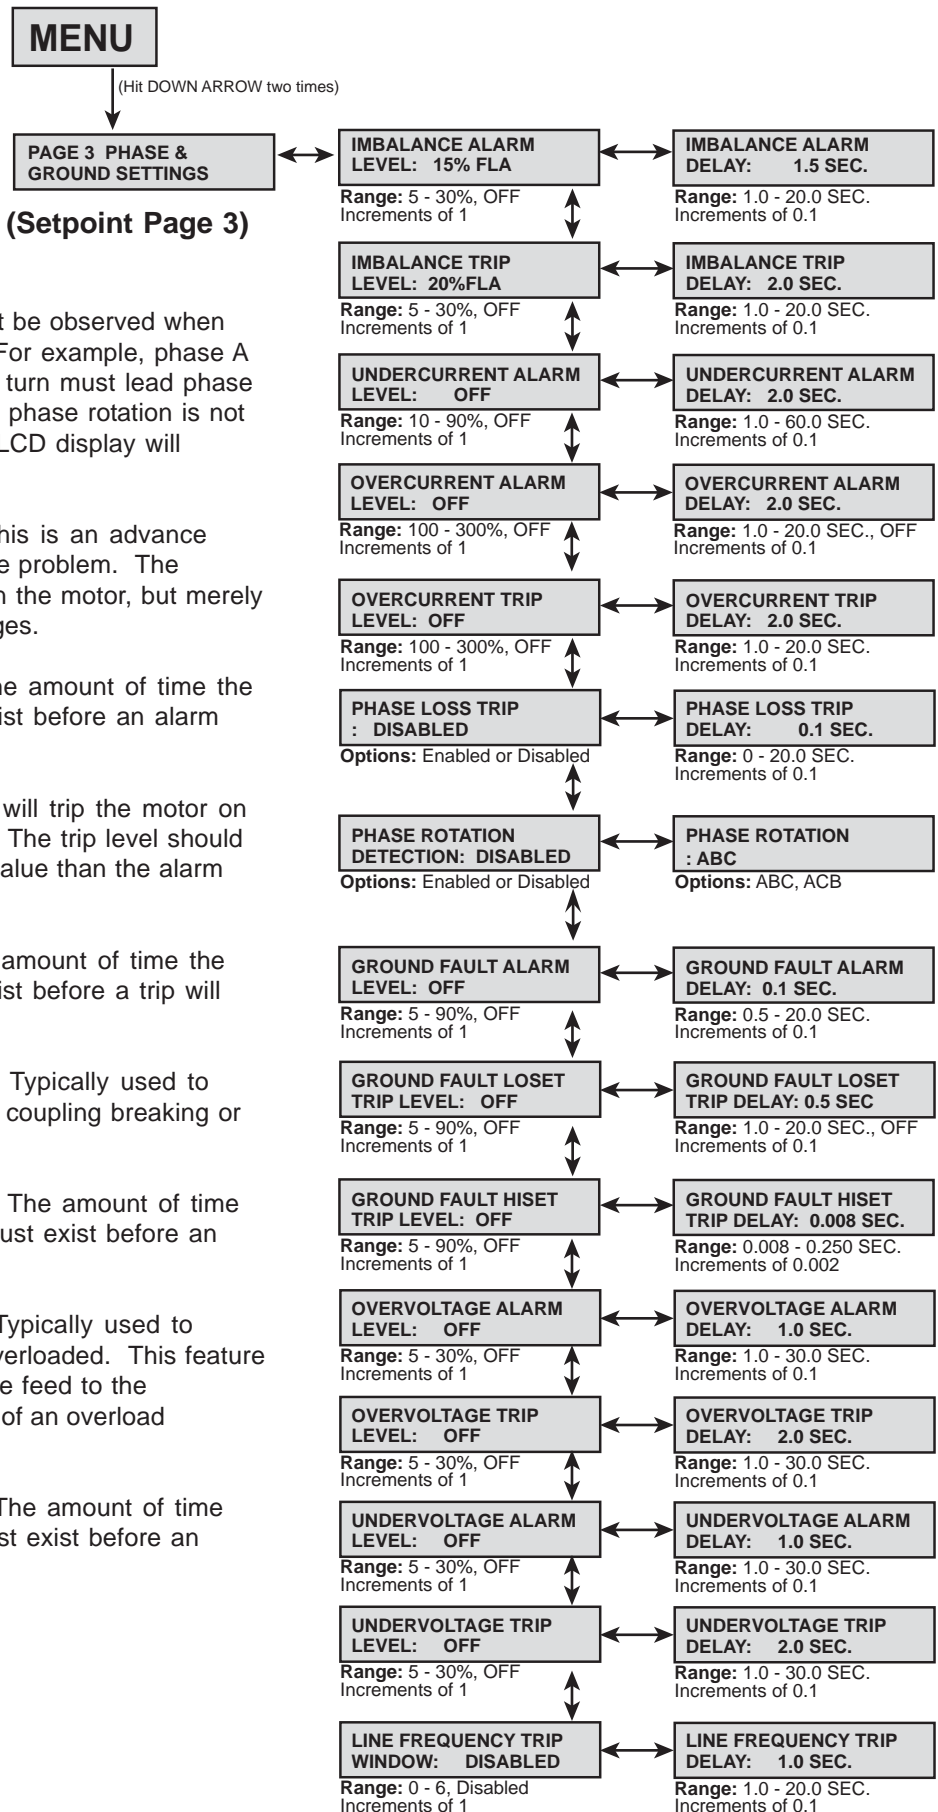 MENU
(Hit DOWN ARROW two times)
PAGE 3 PHASE &
GROUND SETTINGS
(Setpoint Page 3)
t be observed when
For example, phase A
turn must lead phase
phase rotation is not
LCD display will
his is an advance
e problem. The
n the motor, but merely
ges.
ne amount of time the
ist before an alarm
will trip the motor on
The trip level should
alue than the alarm
amount of time the
ist before a trip will
Typically used to
coupling breaking or
The amount of time
ust exist before an
Typically used to
verloaded. This feature
e feed to the
of an overload
The amount of time
st exist before an
IMBALANCE ALARM
LEVEL: 15% FLA
Range: 5 - 30%, OFF
Increments of 1
IMBALANCE ALARM
DELAY: 1.5 SEC.
Range: 1.0 - 20.0 SEC.
Increments of 0.1
IMBALANCE TRIP
LEVEL: 20%FLA
Range: 5 - 30%, OFF
Increments of 1
IMBALANCE TRIP
DELAY: 2.0 SEC.
Range: 1.0 - 20.0 SEC.
Increments of 0.1
UNDERCURRENT ALARM
LEVEL: OFF
Range: 10 - 90%, OFF
Increments of 1
UNDERCURRENT ALARM
DELAY: 2.0 SEC.
Range: 1.0 - 60.0 SEC.
Increments of 0.1
OVERCURRENT ALARM
LEVEL: OFF
Range: 100 - 300%, OFF
Increments of 1
OVERCURRENT ALARM
DELAY: 2.0 SEC.
Range: 1.0 - 20.0 SEC., OFF
Increments of 0.1
OVERCURRENT TRIP
LEVEL: OFF
Range: 100 - 300%, OFF
Increments of 1
OVERCURRENT TRIP
DELAY: 2.0 SEC.
Range: 1.0 - 20.0 SEC.
Increments of 0.1
PHASE LOSS TRIP
: DISABLED
Options: Enabled or Disabled
PHASE LOSS TRIP
DELAY: 0.1 SEC.
Range: 0 - 20.0 SEC.
Increments of 0.1
PHASE ROTATION
DETECTION: DISABLED
Options: Enabled or Disabled
PHASE ROTATION
: ABC
Options: ABC, ACB
GROUND FAULT ALARM
LEVEL: OFF
Range: 5 - 90%, OFF
Increments of 1
GROUND FAULT ALARM
DELAY: 0.1 SEC.
Range: 0.5 - 20.0 SEC.
Increments of 0.1
GROUND FAULT LOSET
TRIP LEVEL: OFF
Range: 5 - 90%, OFF
Increments of 1
GROUND FAULT LOSET
TRIP DELAY: 0.5 SEC
Range: 1.0 - 20.0 SEC., OFF
Increments of 0.1
GROUND FAULT HISET
TRIP LEVEL: OFF
Range: 5 - 90%, OFF
Increments of 1
GROUND FAULT HISET
TRIP DELAY: 0.008 SEC.
Range: 0.008 - 0.250 SEC.
Increments of 0.002
OVERVOLTAGE ALARM
LEVEL: OFF
Range: 5 - 30%, OFF
Increments of 1
OVERVOLTAGE ALARM
DELAY: 1.0 SEC.
Range: 1.0 - 30.0 SEC.
Increments of 0.1
OVERVOLTAGE TRIP
LEVEL: OFF
Range: 5 - 30%, OFF
Increments of 1
OVERVOLTAGE TRIP
DELAY: 2.0 SEC.
Range: 1.0 - 30.0 SEC.
Increments of 0.1
UNDERVOLTAGE ALARM
LEVEL: OFF
Range: 5 - 30%, OFF
Increments of 1
UNDERVOLTAGE ALARM
DELAY: 1.0 SEC.
Range: 1.0 - 30.0 SEC.
Increments of 0.1
UNDERVOLTAGE TRIP
LEVEL: OFF
Range: 5 - 30%, OFF
Increments of 1
UNDERVOLTAGE TRIP
DELAY: 2.0 SEC.
Range: 1.0 - 30.0 SEC.
Increments of 0.1
LINE FREQUENCY TRIP
WINDOW: DISABLED
Range: 0 - 6, Disabled
Increments of 1
LINE FREQUENCY TRIP
DELAY: 1.0 SEC.
Range: 1.0 - 20.0 SEC.
Increments of 0.1